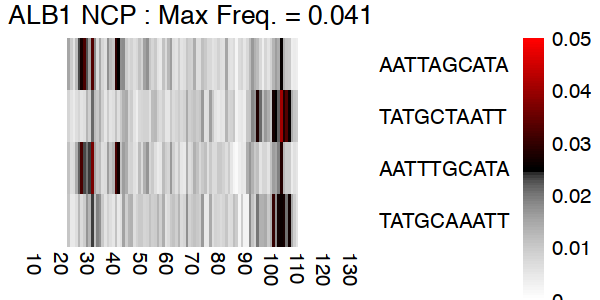 ALB1 NCP : Max Freq. = 0.041
AATTAGCATA
TATGCTAATT
AATTTGCATA
TATGCAAATT
0.05
0.04
0.03
0.02
0.01
0
10 20 30 40 50 60 70 80 90 100 110 120 130